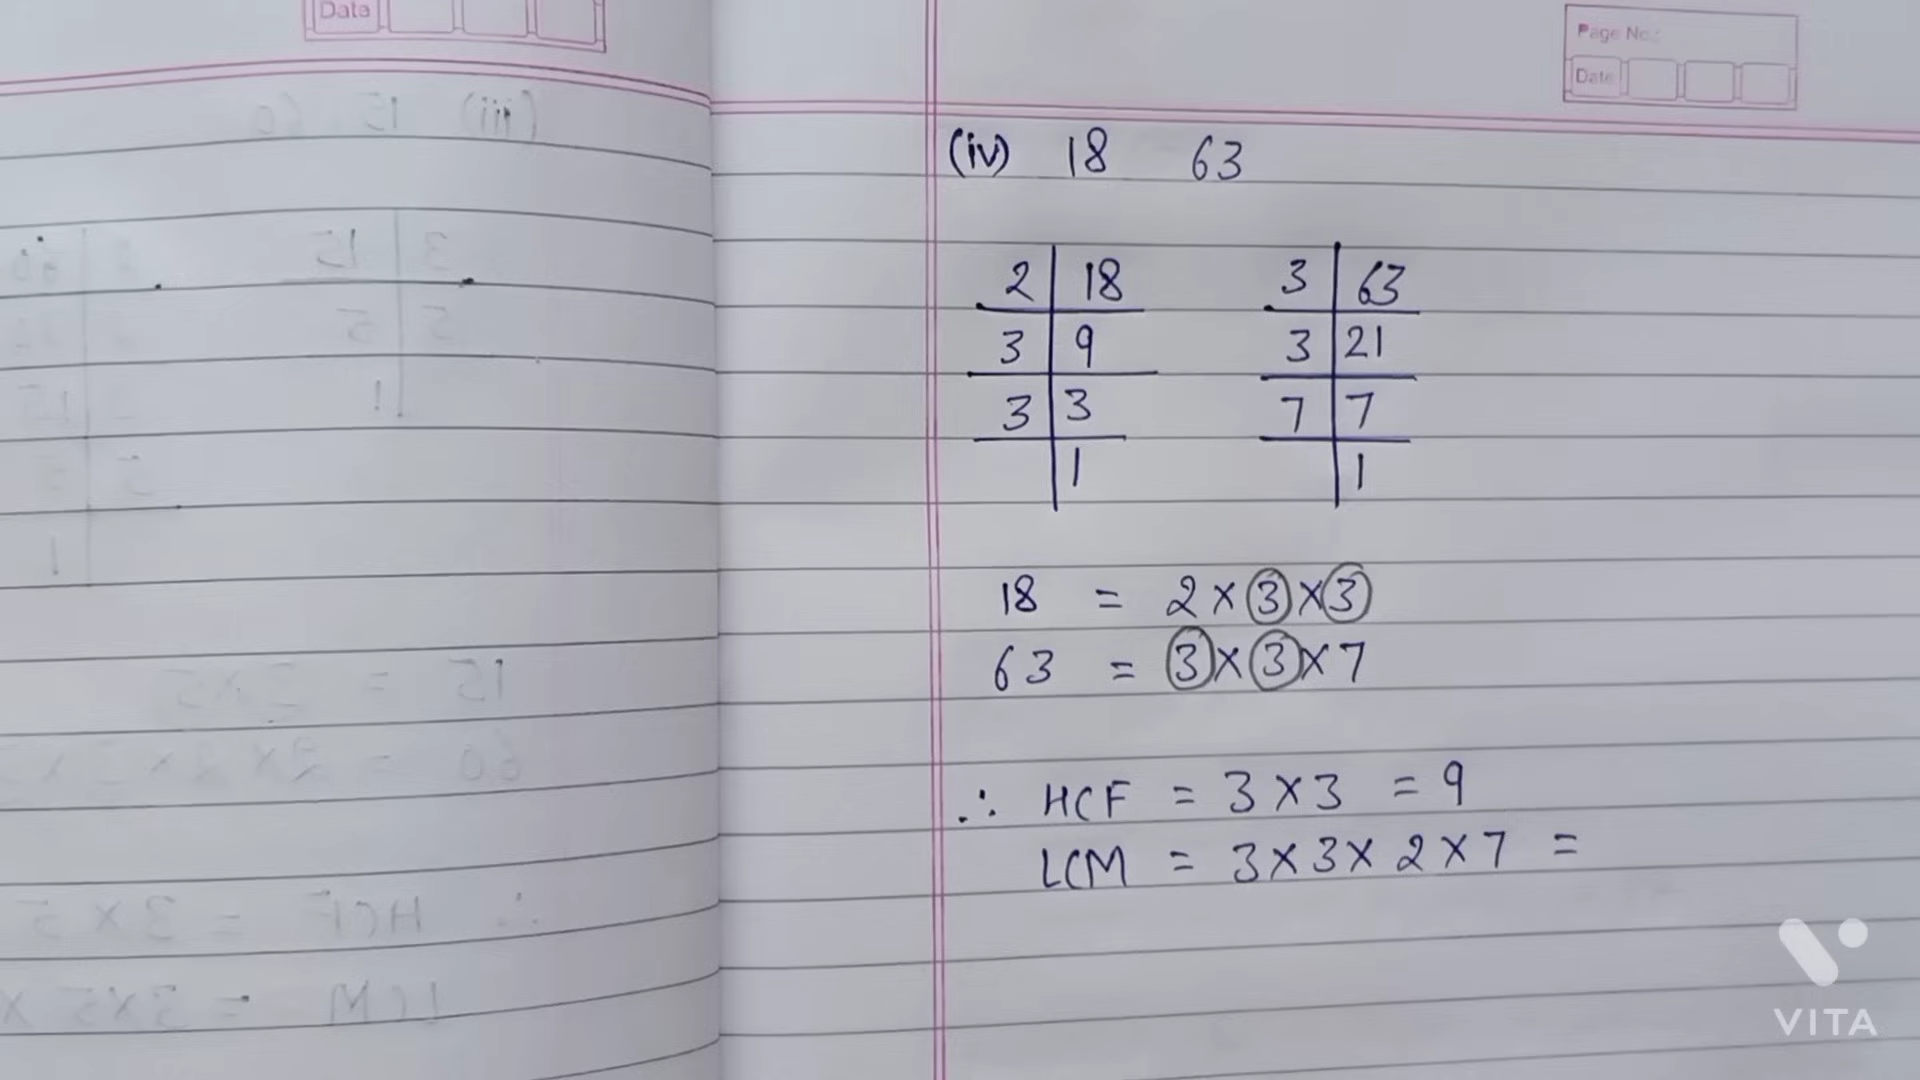 Date
Page No.:
Date
(iv) 18 63
2 | 18 3 | 63
3 | 9 3 | 21
3 | 3 7 | 7
1 1
18 = 2 × 3 × 3
63 = 3 × 3 × 7
∴ HCF = 3 × 3 = 9
LCM = 3 × 3 × 2 × 7 =
VITA